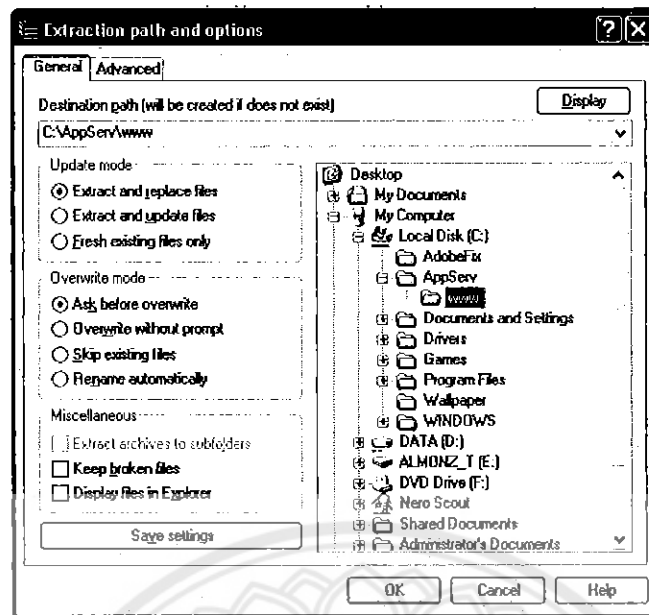 Extraction path and options
General
Advanced
Destination path (will be created if does not exist)
Display
C:\AppServ\www
Update mode
Extract and replace files
Extract and update files
Fresh existing files only
Overwrite mode
Ask before overwrite
Overwrite without prompt
Skip existing files
Rename automatically
Miscellaneous
Extract archives to subfolders
Keep broken files
Display files in Explorer
Save settings
Desktop
My Documents
My Computer
Local Disk (C:)
AdobeFix
AppServ
www
Documents and Settings
Drivers
Games
Program Files
Wallpaper
WINDOWS
DATA (D:)
ALMONZ_T (E:)
DVD Drive (F:)
Nero Scout
Shared Documents
Administrator's Documents
OK
Cancel
Help